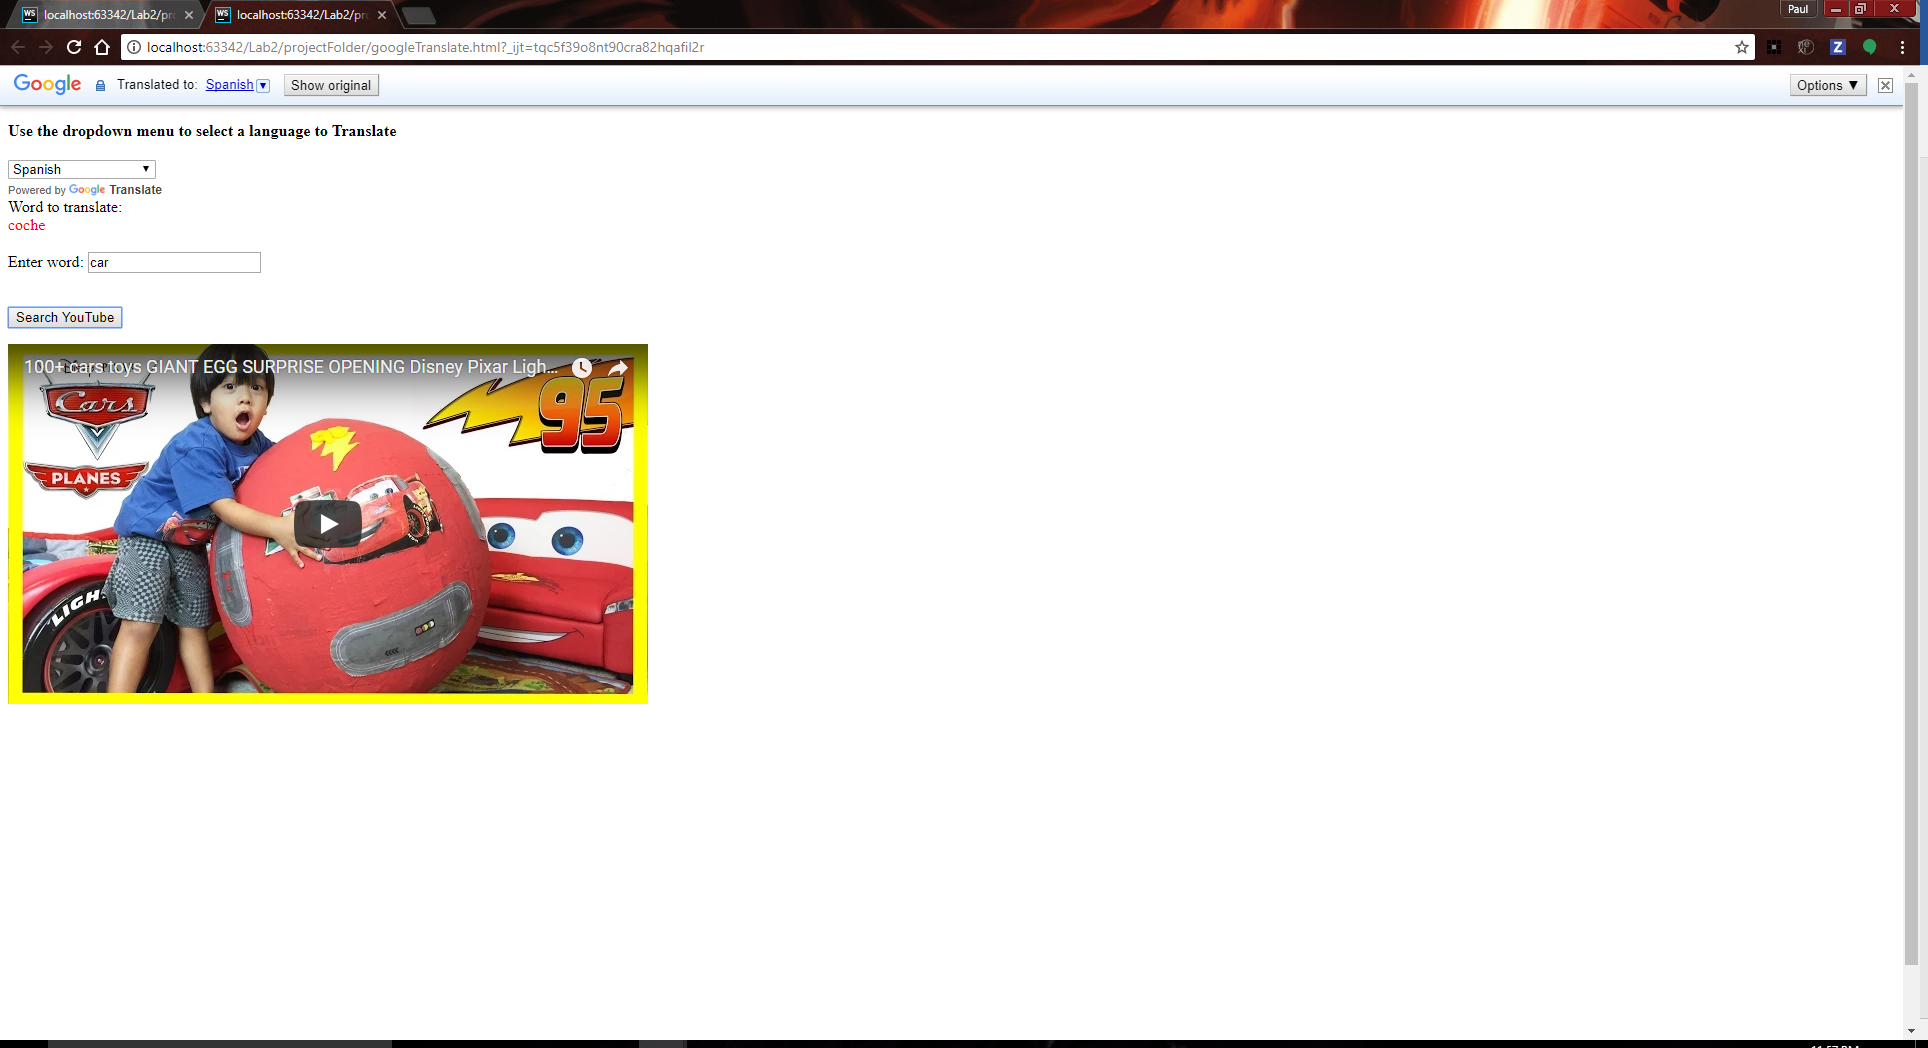 localhost:63342/Lab2/pr
localhost:63342/Lab2/pr
Paul
localhost:63342/Lab2/projectFolder/googleTranslate.html?_ijt=tqc5f39o8nt90cra82hqafil2r
Google Translated to: Spanish ▼ Show original Options ▼
Use the dropdown menu to select a language to Translate
Spanish
Powered by Google Translate
Word to translate:
coche
Enter word: car
Search YouTube
100+ cars toys GIANT EGG SURPRISE OPENING Disney Pixar Ligh...
Cars
95
PLANES
LIGH